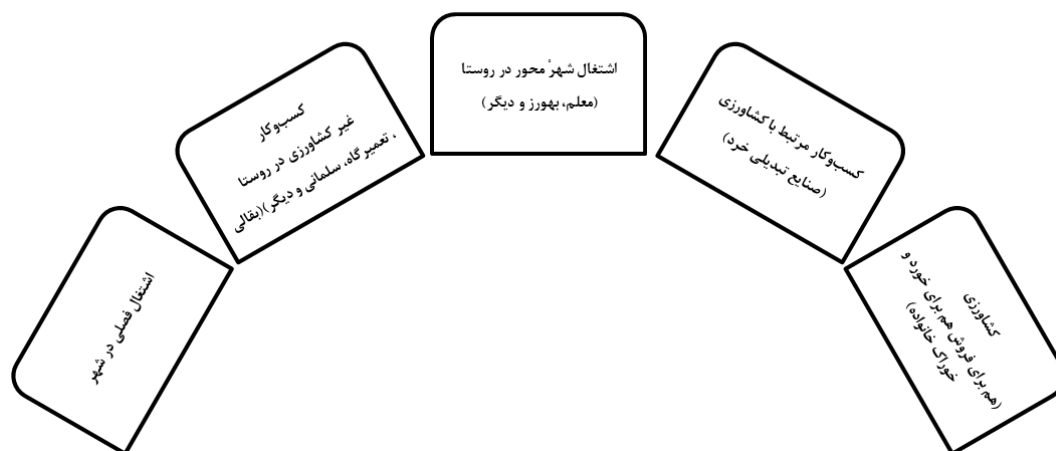 کشاورزی
(هم برای فروش هم برای خورد و
خوراک خانواده)
کسب‌وکار مرتبط با کشاورزی
(صنایع تبدیلی خرد)
اشتغال شهرْ محور در روستا
(معلم، بهورز و دیگر)
کسب‌وکار
غیر کشاورزی در روستا
، تعمیرگاه، سلمانی و دیگر)(بقالی
اشتغال فصلی در شهر